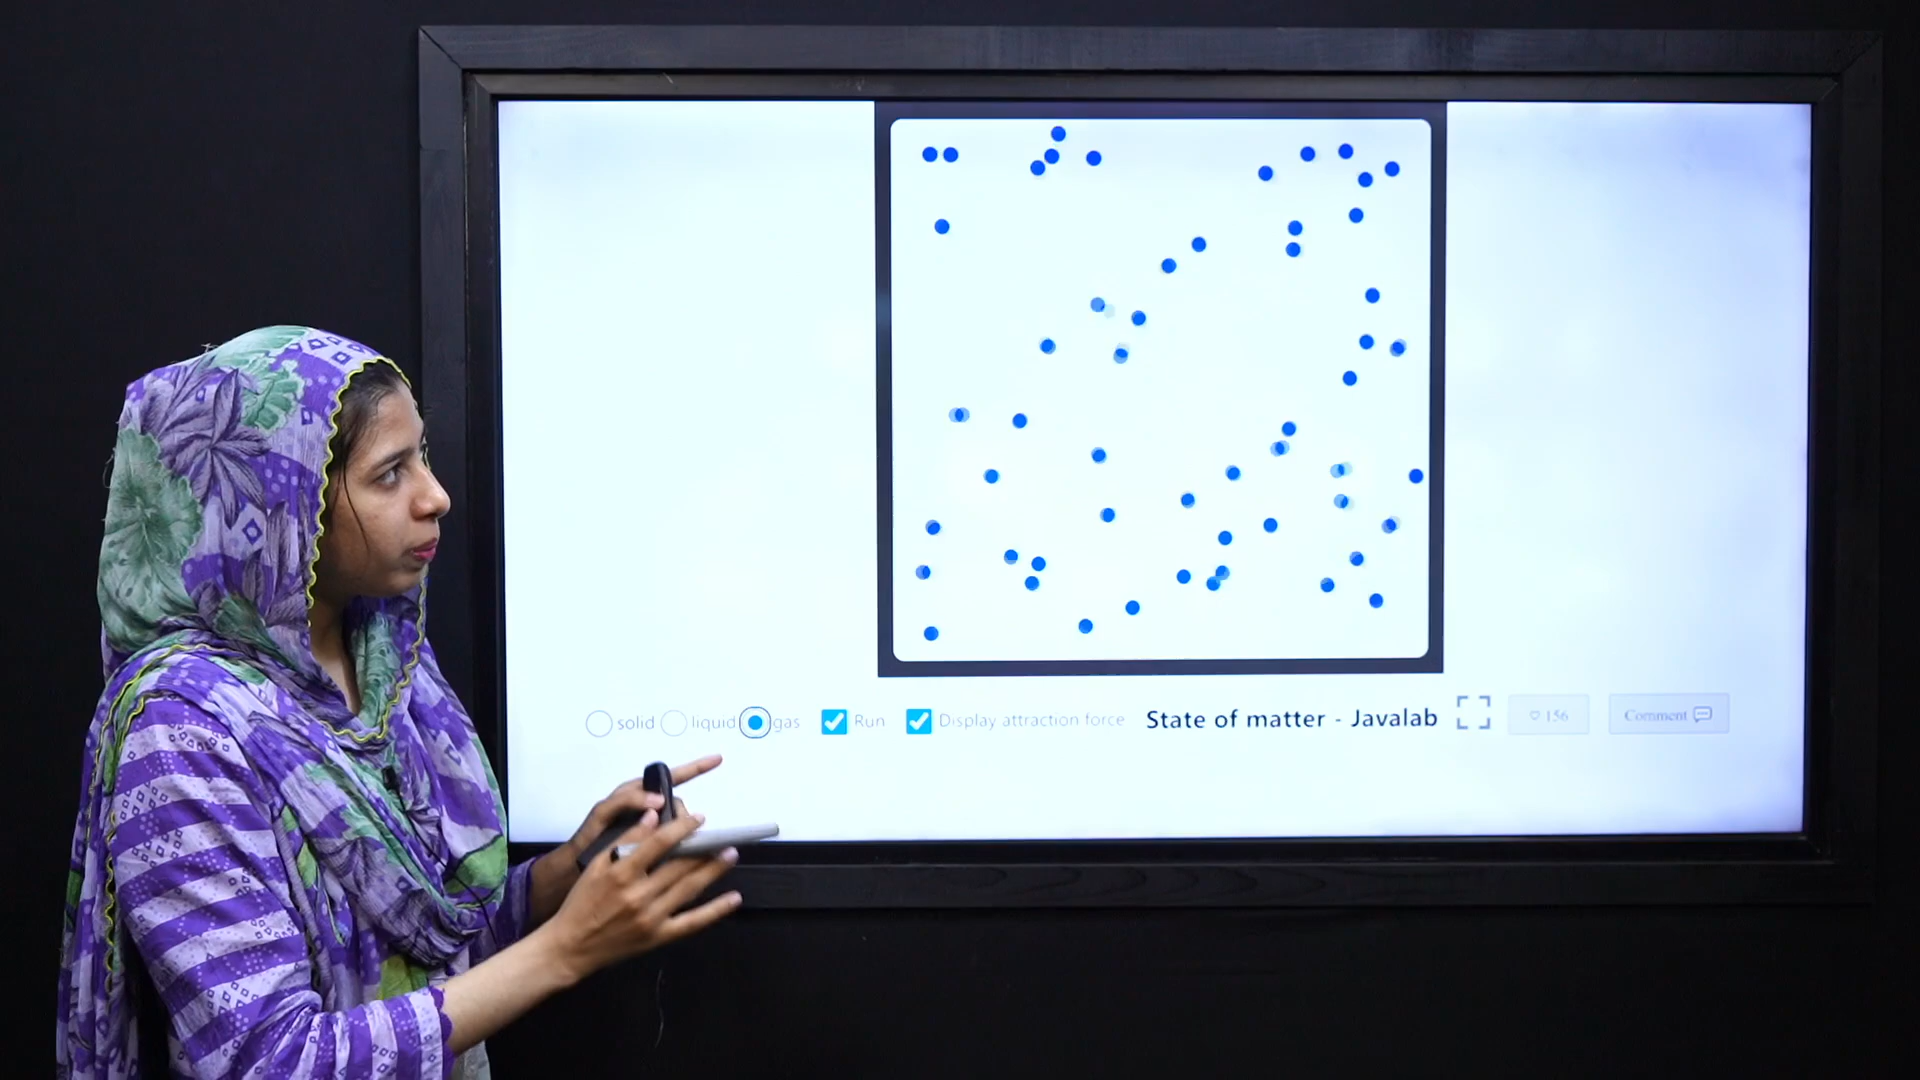 solid liquid gas Run Display attraction force State of matter - Javalab 156 Comment